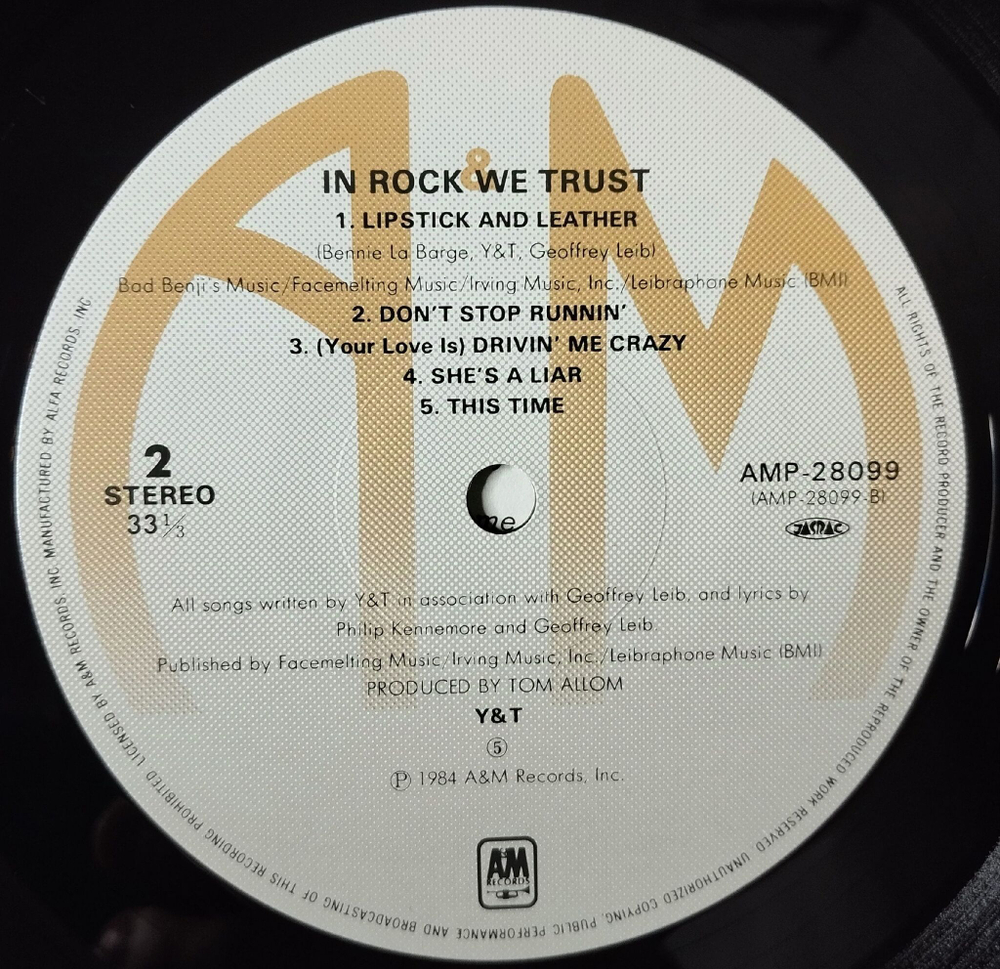 A & M
IN ROCK WE TRUST
1. LIPSTICK AND LEATHER
(Bennie La Barge, Y&T, Geoffrey Leib)
Bad Benji's Music/Facemelting Music/Irving Music, Inc./Leibraphone Music (BMI)
2. DON'T STOP RUNNIN'
3. (Your Love Is) DRIVIN' ME CRAZY
4. SHE'S A LIAR
5. THIS TIME
2
STEREO
33 1/3
AMP-28099
(AMP-28099-B)
JASRAC
me
All songs written by Y&T in association with Geoffrey Leib, and lyrics by
Philip Kennemore and Geoffrey Leib.
Published by Facemelting Music/Irving Music, Inc./Leibraphone Music (BMI)
PRODUCED BY TOM ALLOM
Y&T
⑤
℗ 1984 A&M Records, Inc.
A&M
RECORDS
ALL RIGHTS OF THE RECORD PRODUCER AND THE OWNER OF THE REPRODUCED WORK RESERVED. UNAUTHORIZED COPYING, PUBLIC PERFORMANCE AND BROADCASTING OF THIS RECORDING PROHIBITED. LICENSED BY A&M RECORDS INC MANUFACTURED BY ALFA RECORDS INC